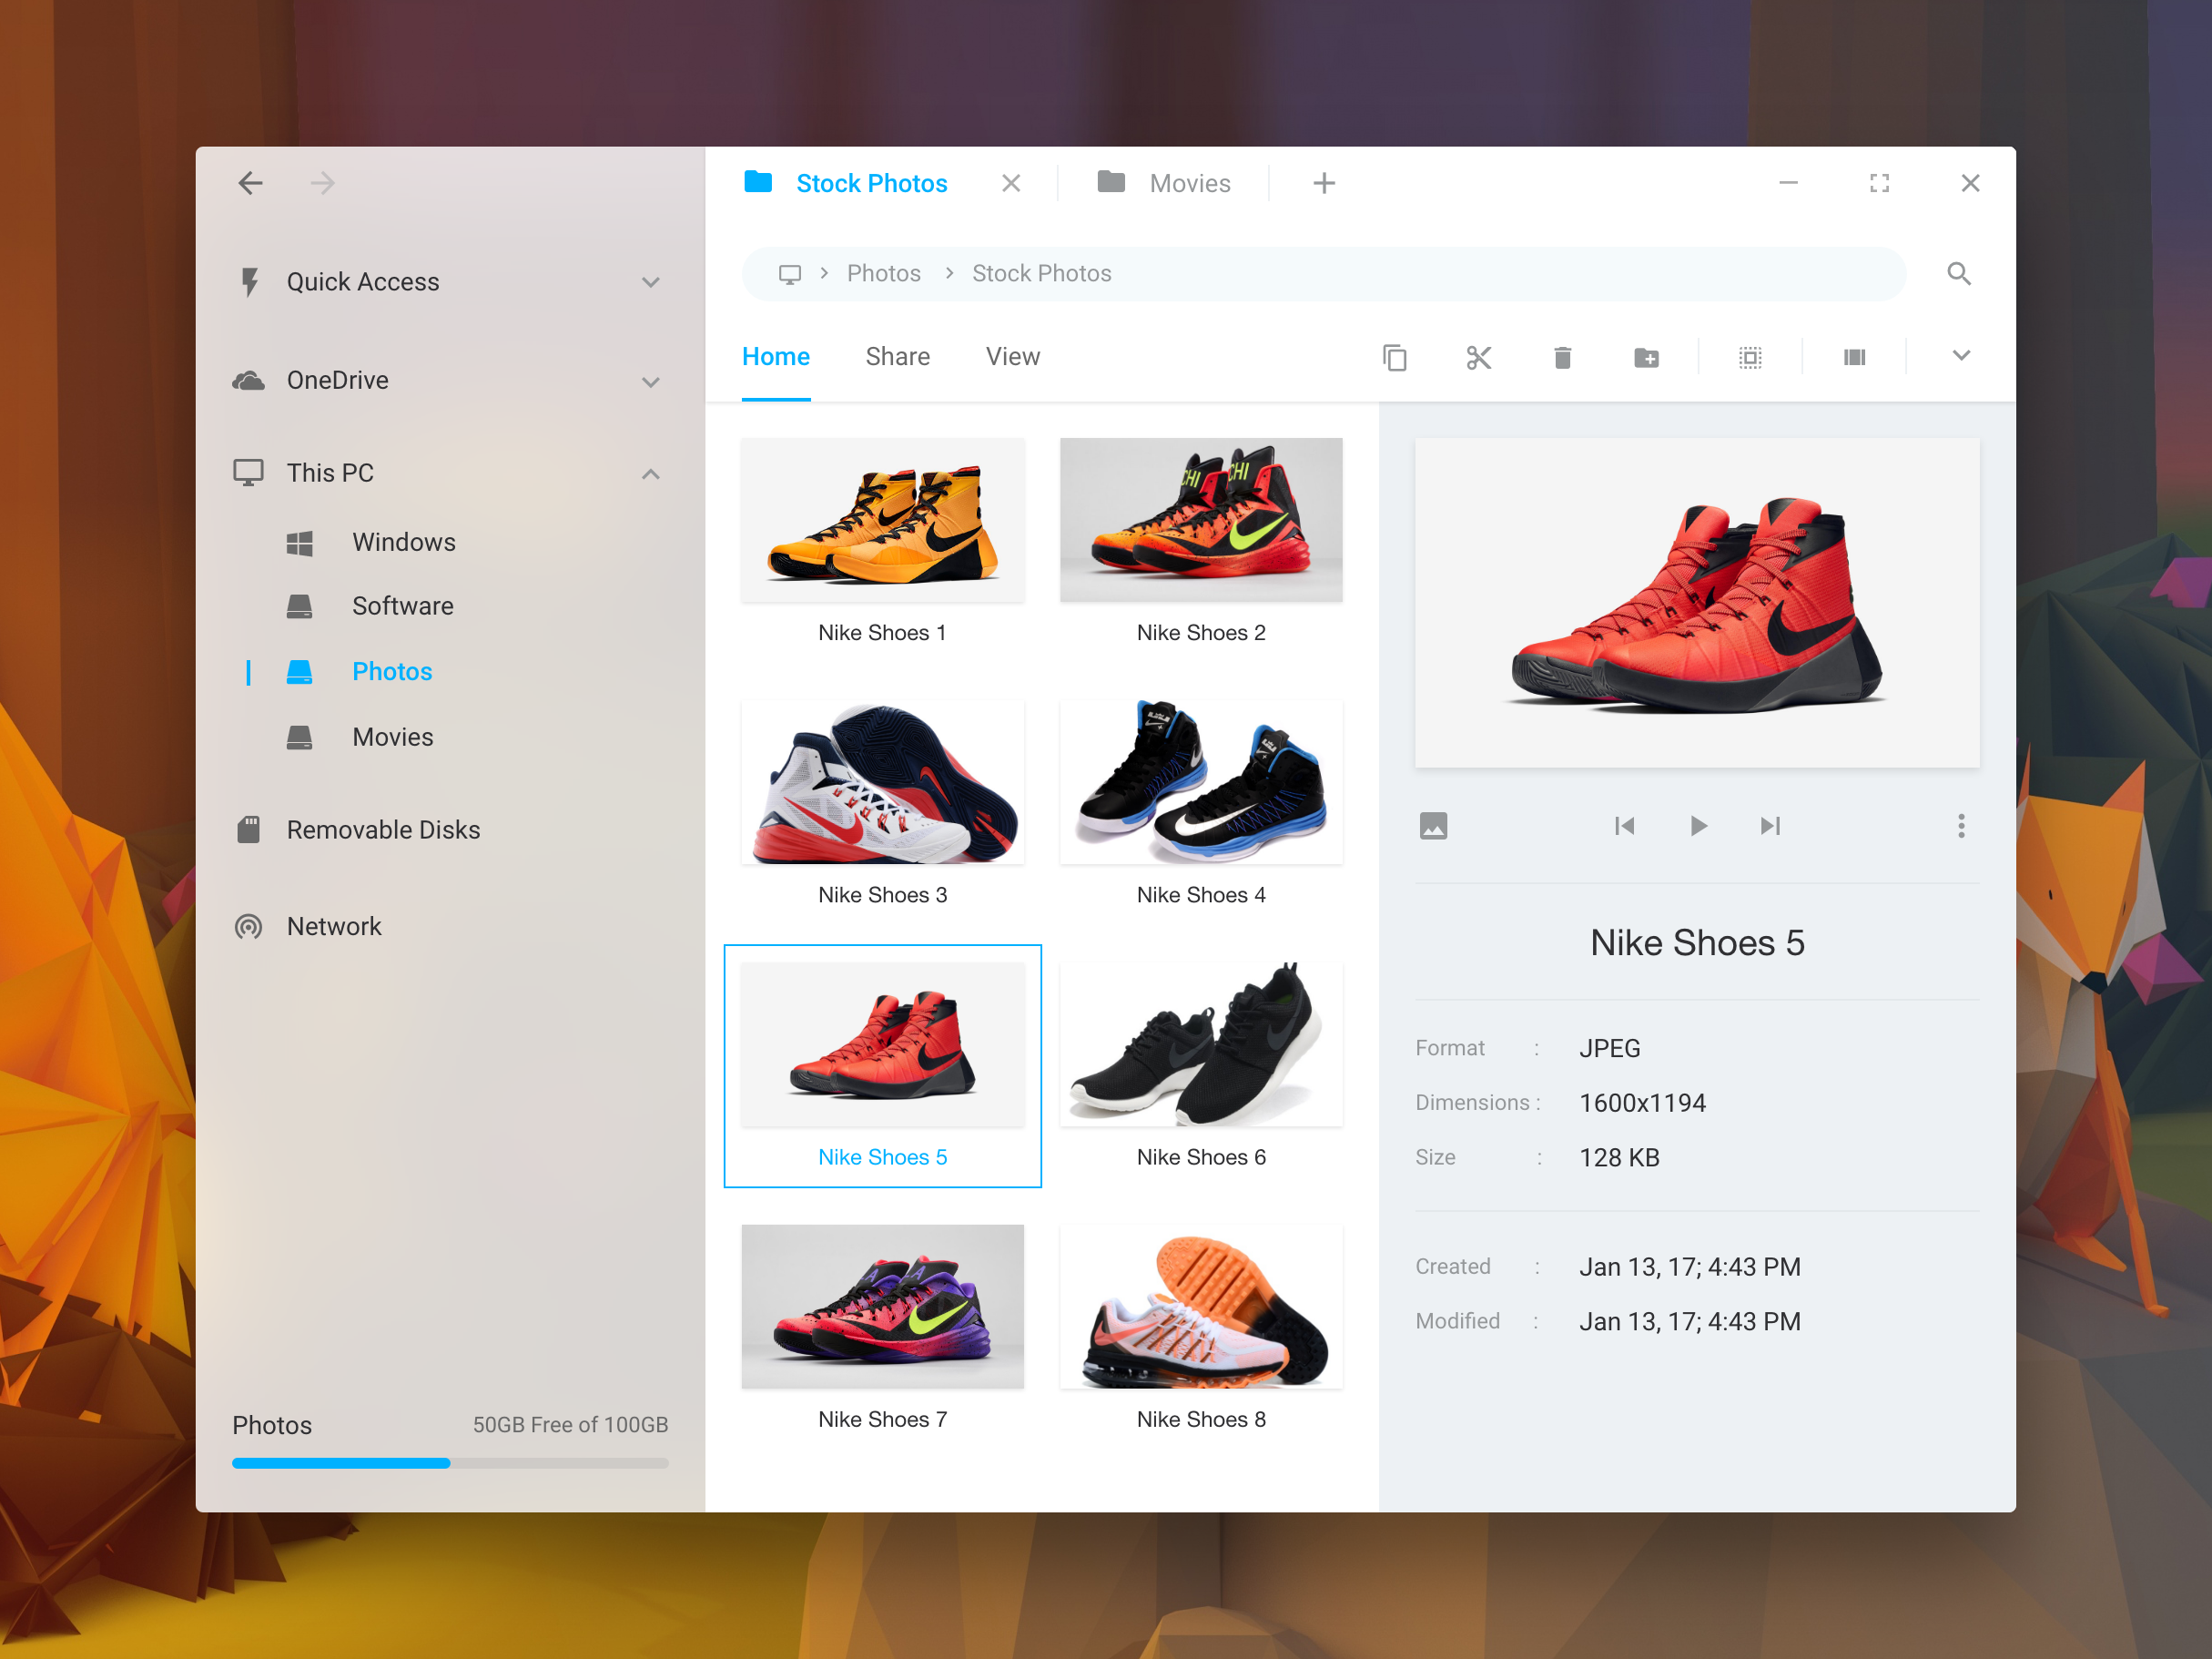 Stock Photos
Movies
Quick Access
OneDrive
This PC
Windows
Software
Photos
Movies
Removable Disks
Network
Photos
50GB Free of 100GB
Photos
Stock Photos
Home
Share
View
CHI
CHI
Nike Shoes 1
Nike Shoes 2
Nike Shoes 3
Nike Shoes 4
Nike Shoes 5
Nike Shoes 6
Nike Shoes 7
Nike Shoes 8
Nike Shoes 5
Format : JPEG
Dimensions : 1600x1194
Size : 128 KB
Created : Jan 13, 17; 4:43 PM
Modified : Jan 13, 17; 4:43 PM